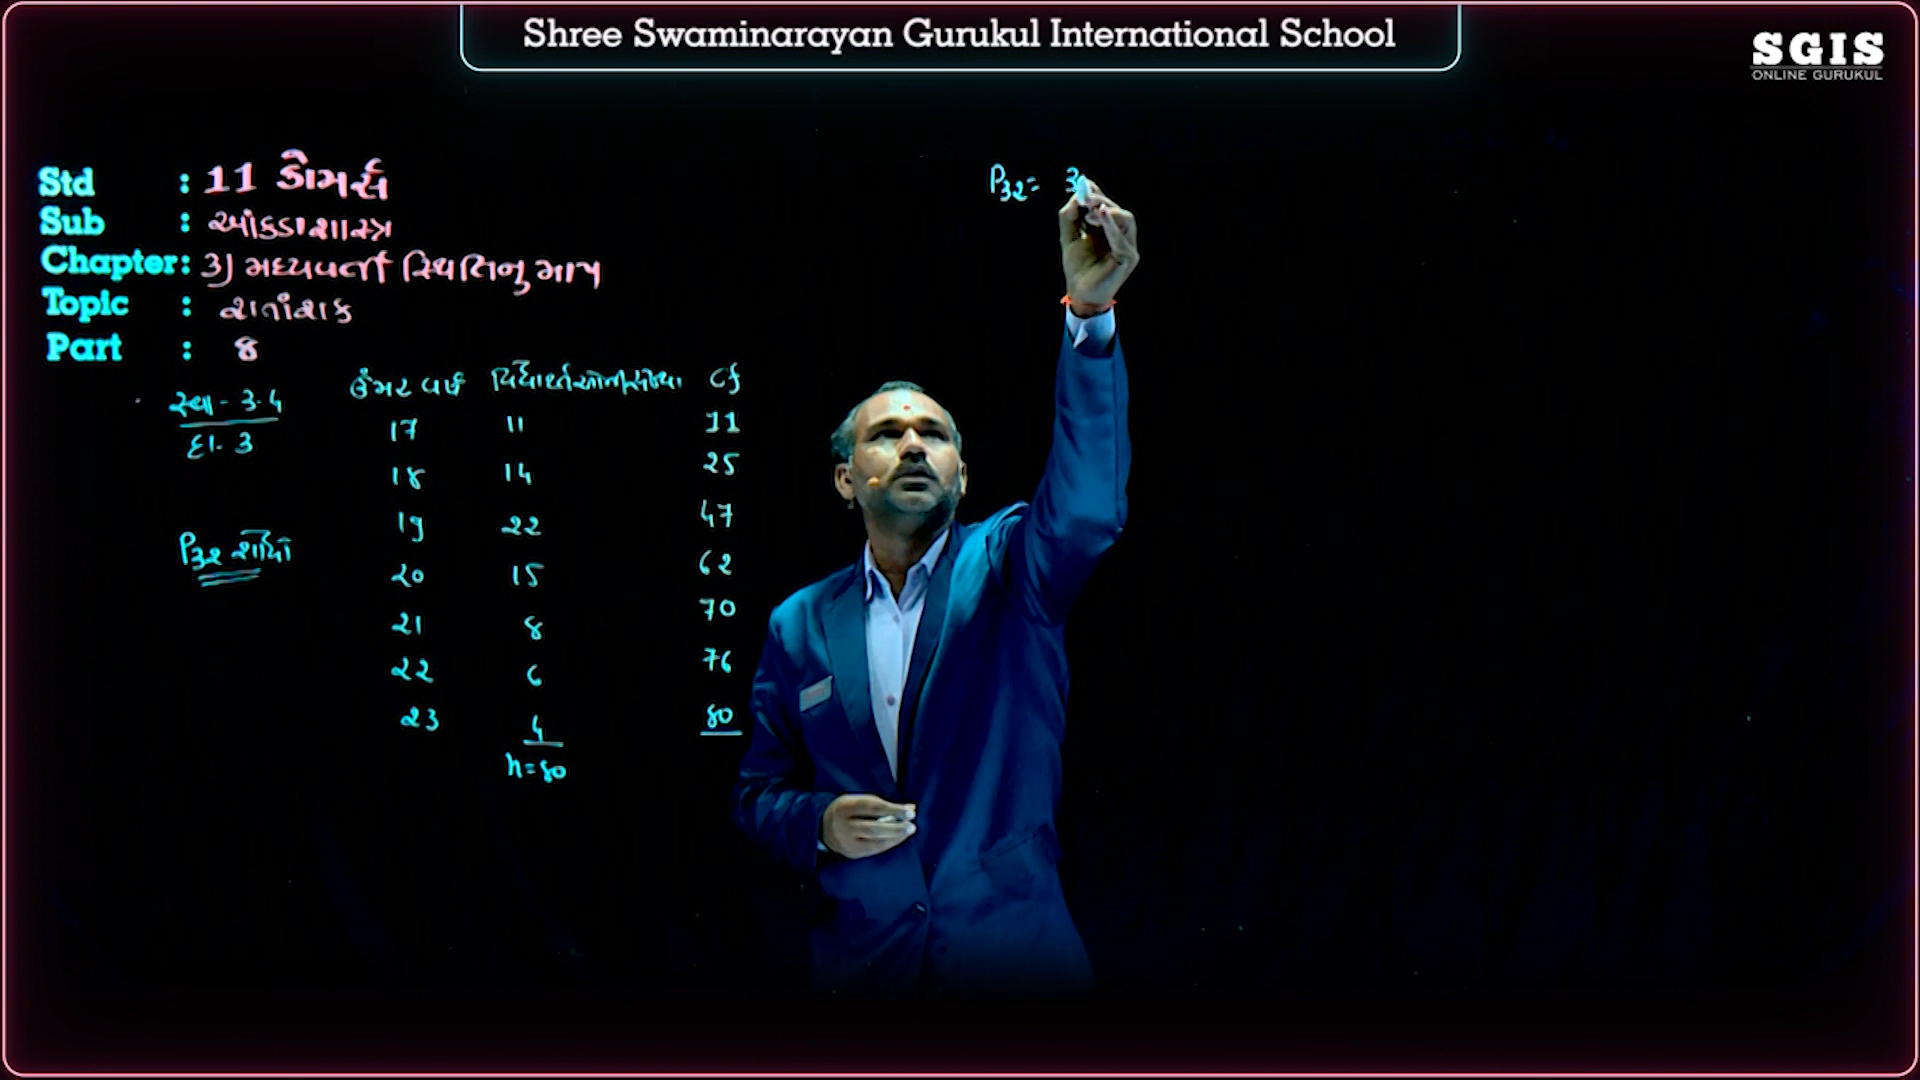 Shree Swaminarayan Gurukul International School
SGIS
ONLINE GURUKUL
Std : 11 કોમર્સ
Sub : આંકડાશાસ્ત્ર
Chapter: 3) મધ્યવર્તી સ્થિતિનુ માપ
Topic : શતાંશક
Part : 8
સ્વા - 3.4
દા. 3
P32 શોધો
ઉંમર વર્ષ વિદ્યાર્થીઓની સંખ્યા cf
17 11 11
18 14 25
19 22 47
20 15 62
21 8 70
22 6 76
23 4 80
n=80
P32 =